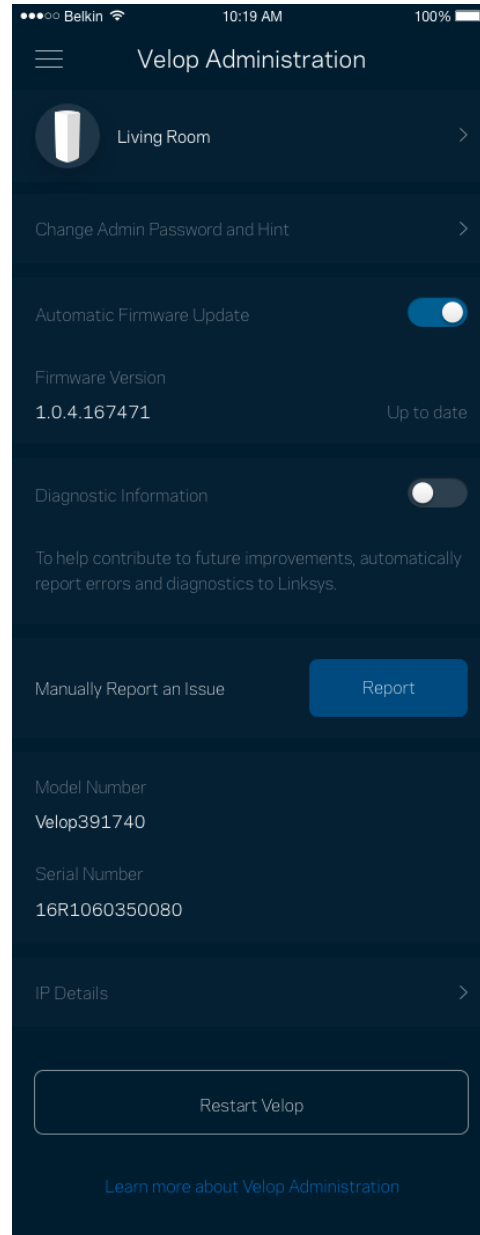 Belkin 10:19 AM 100%
Velop Administration
Living Room
Change Admin Password and Hint
Automatic Firmware Update
Firmware Version
1.0.4.167471 Up to date
Diagnostic Information
To help contribute to future improvements, automatically
report errors and diagnostics to Linksys.
Manually Report an Issue Report
Model Number
Velop391740
Serial Number
16R1060350080
IP Details
Restart Velop
Learn more about Velop Administration